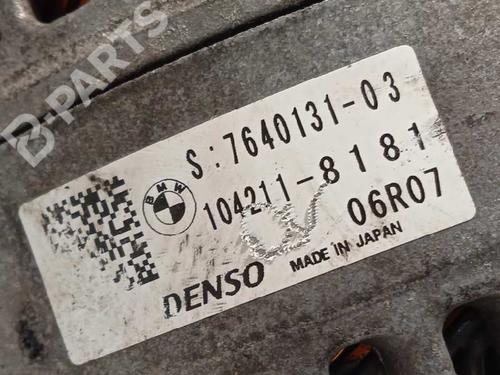 B-PARTS
S:7640131-03
BMW
104211-8181
06R07
DENSO
MADE IN JAPAN